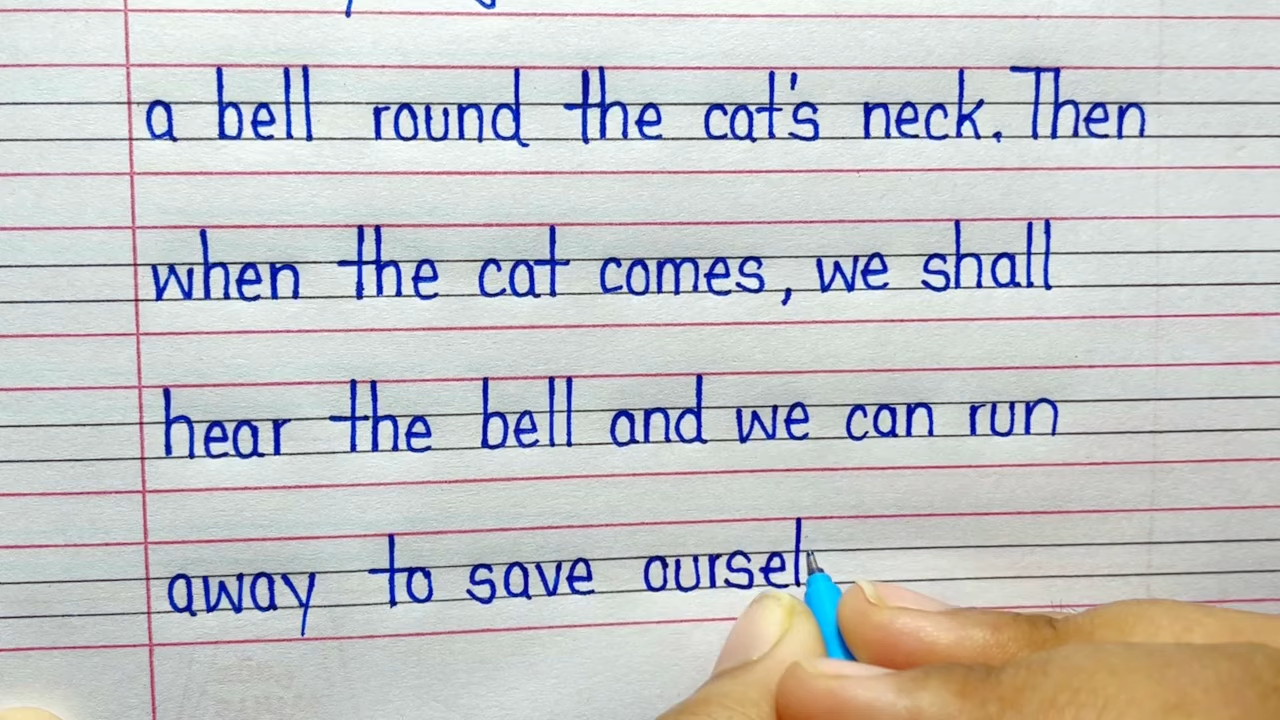 a bell round the cat's neck. Then
when the cat comes, we shall
hear the bell and we can run
away to save oursel